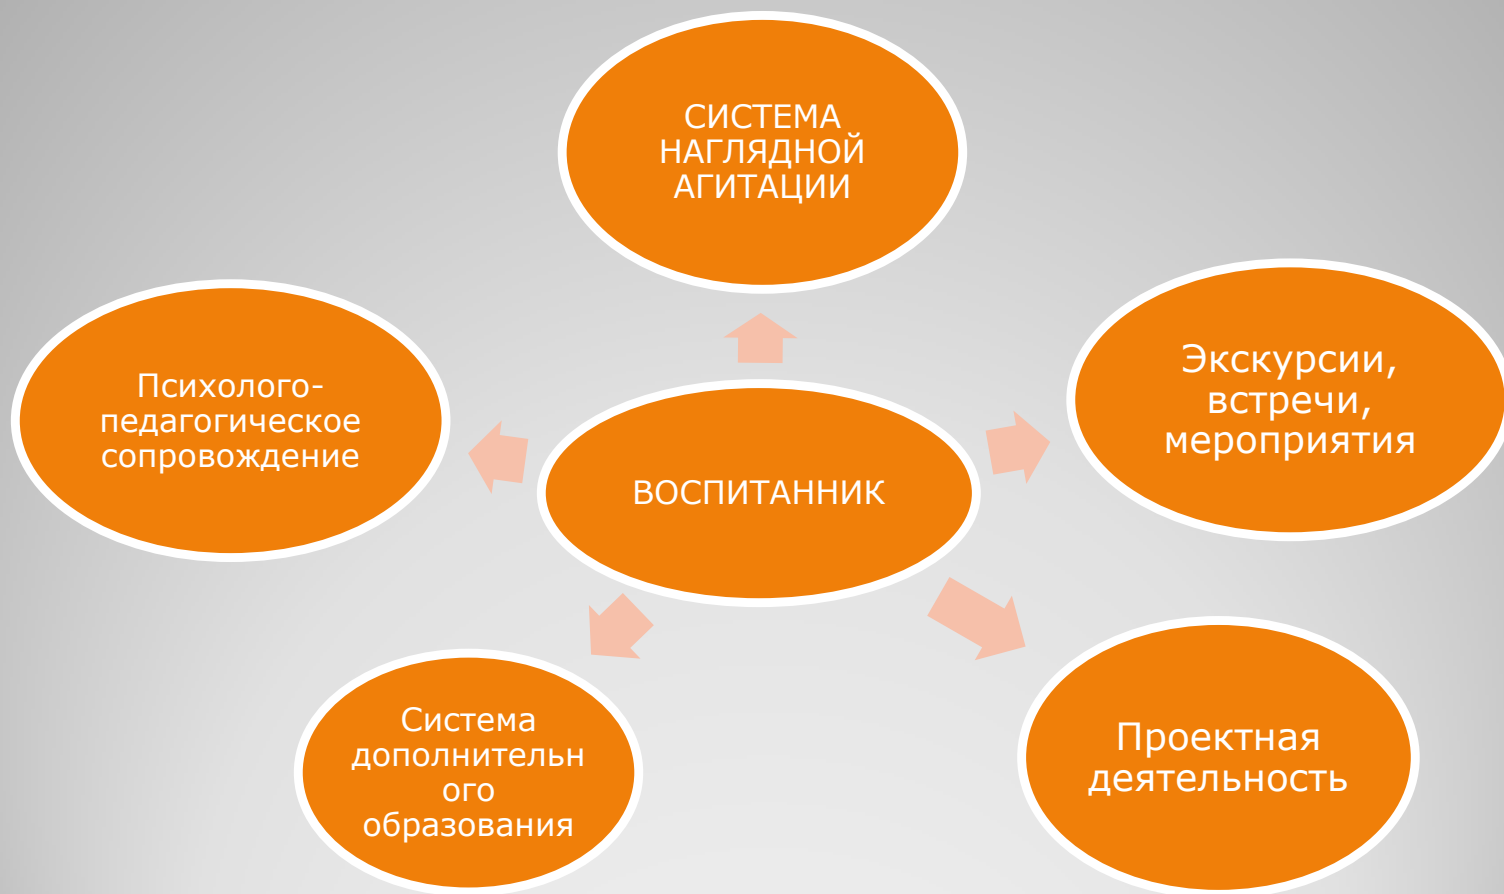 СИСТЕМА
НАГЛЯДНОЙ
АГИТАЦИИ
Экскурсии,
встречи,
мероприятия
Психолого-
педагогическое
сопровождение
ВОСПИТАННИК
Система
дополнительн
ого
образования
Проектная
деятельность